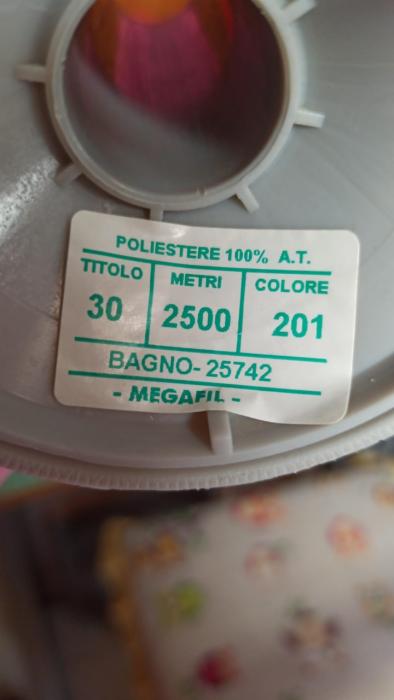 POLIESTERE 100% A.T.
TITOLO METRI COLORE
30 2500 201
BAGNO- 25742
- MEGAFIL -